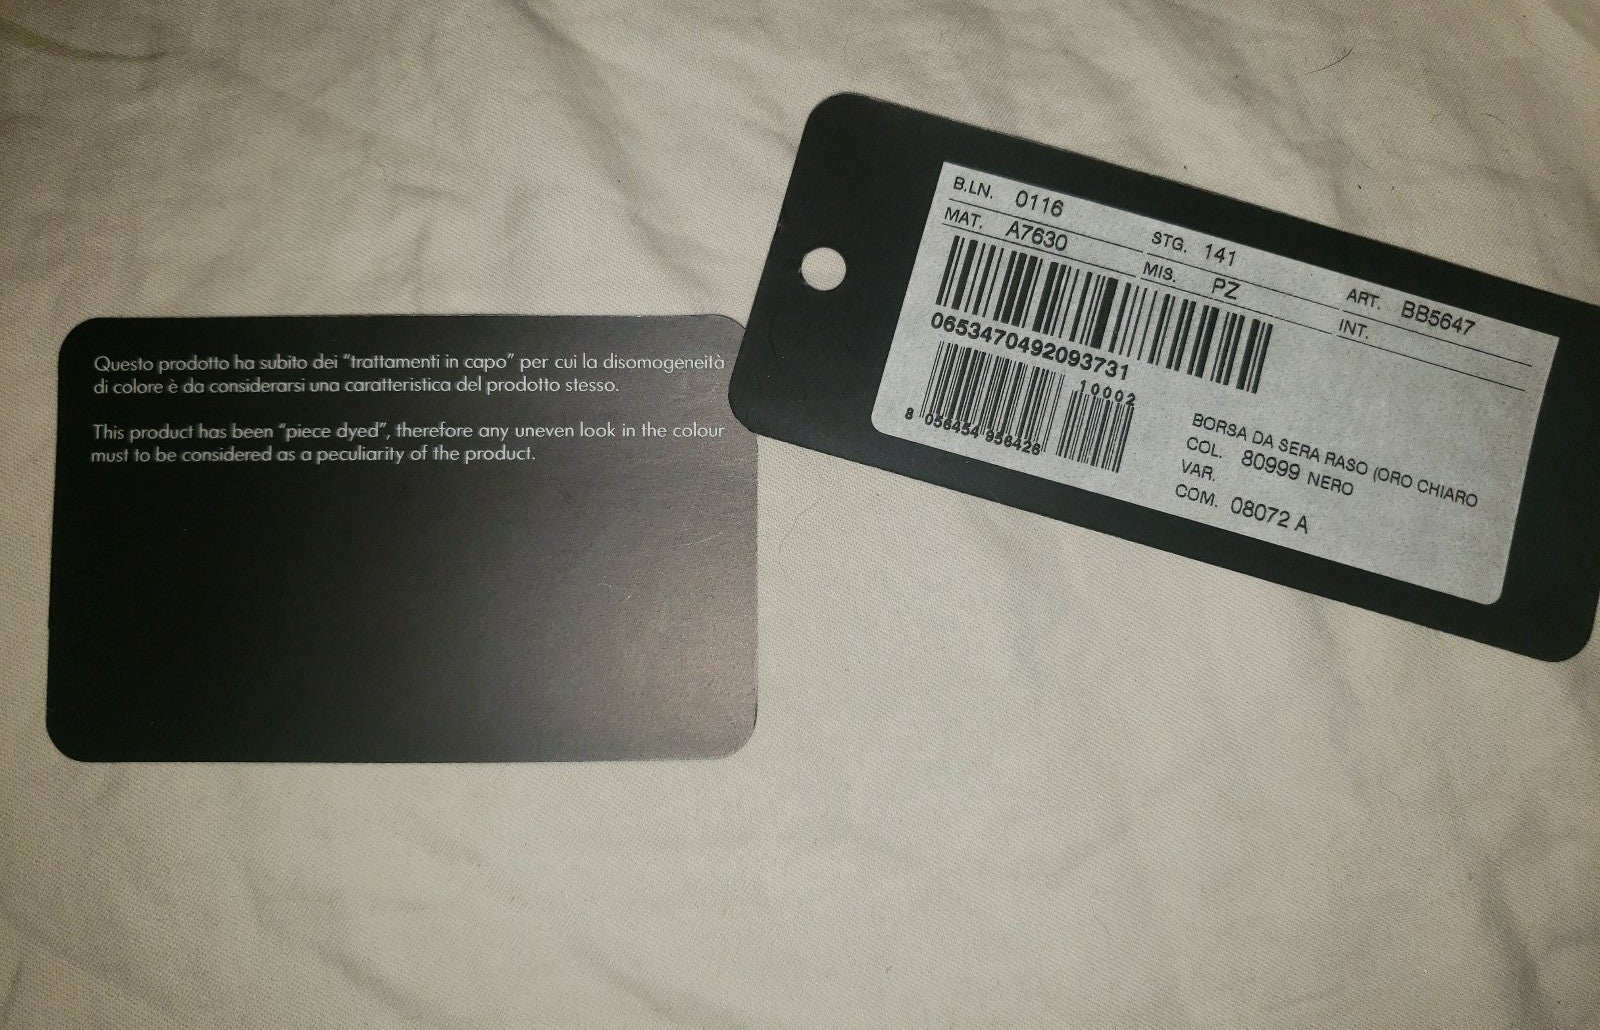 Questo prodotto ha subito dei "trattamenti in capo" per cui la disomogeneità
di colore è da considerarsi una caratteristica del prodotto stesso.
This product has been "piece dyed", therefore any uneven look in the colour
must to be considered as a peculiarity of the product.
B.LN. 0116 STG. 141 ART. BB5647
MAT. A7630 MIS. PZ INT.
0653470492093731
10002
8 056454 958428
BORSA DA SERA RASO (ORO CHIARO
COL. 80999 NERO
VAR.
COM. 08072 A